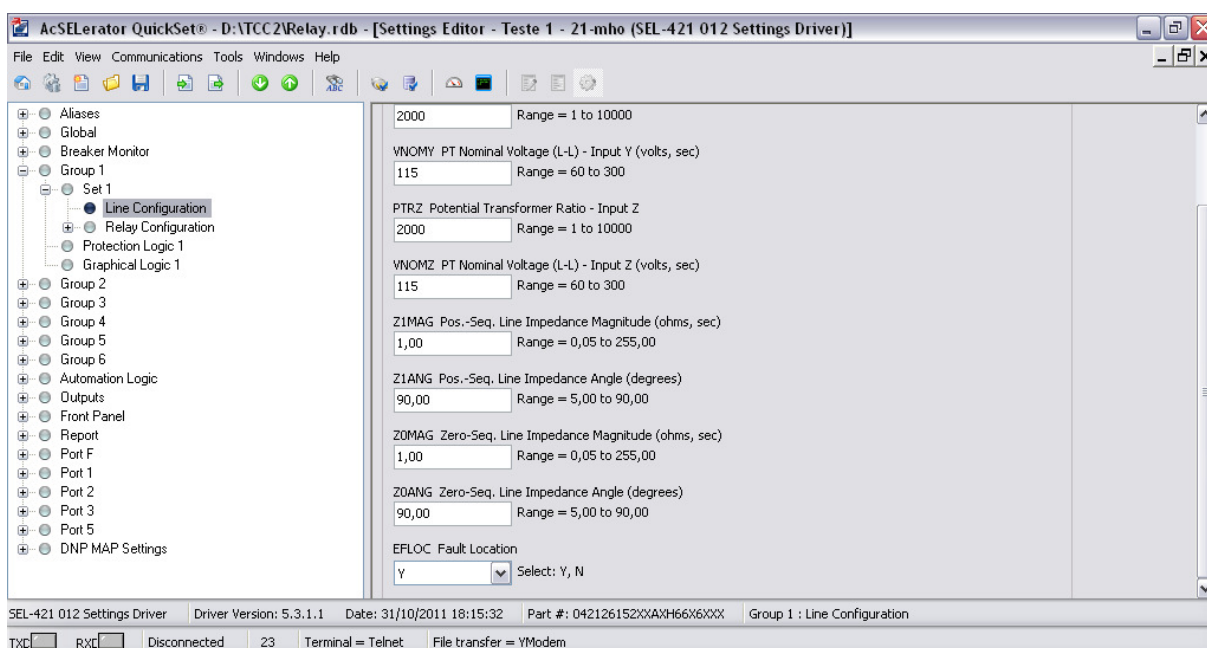 AcSELerator QuickSet® - D:\TCC2\Relay.rdb - [Settings Editor - Teste 1 - 21-mho (SEL-421 012 Settings Driver)]
File Edit View Communications Tools Windows Help
Aliases
Global
Breaker Monitor
Group 1
Set 1
Line Configuration
Relay Configuration
Protection Logic 1
Graphical Logic 1
Group 2
Group 3
Group 4
Group 5
Group 6
Automation Logic
Outputs
Front Panel
Report
Port F
Port 1
Port 2
Port 3
Port 5
DNP MAP Settings
2000 Range = 1 to 10000
VNOMY PT Nominal Voltage (L-L) - Input Y (volts, sec)
115 Range = 60 to 300
PTRZ Potential Transformer Ratio - Input Z
2000 Range = 1 to 10000
VNOMZ PT Nominal Voltage (L-L) - Input Z (volts, sec)
115 Range = 60 to 300
Z1MAG Pos.-Seq. Line Impedance Magnitude (ohms, sec)
1,00 Range = 0,05 to 255,00
Z1ANG Pos.-Seq. Line Impedance Angle (degrees)
90,00 Range = 5,00 to 90,00
Z0MAG Zero-Seq. Line Impedance Magnitude (ohms, sec)
1,00 Range = 0,05 to 255,00
Z0ANG Zero-Seq. Line Impedance Angle (degrees)
90,00 Range = 5,00 to 90,00
EFLOC Fault Location
Y Select: Y, N
SEL-421 012 Settings Driver Driver Version: 5.3.1.1 Date: 31/10/2011 18:15:32 Part #: 042126152XXAXH66X6XXX Group 1 : Line Configuration
TXD RXD Disconnected 23 Terminal = Telnet File transfer = YModem